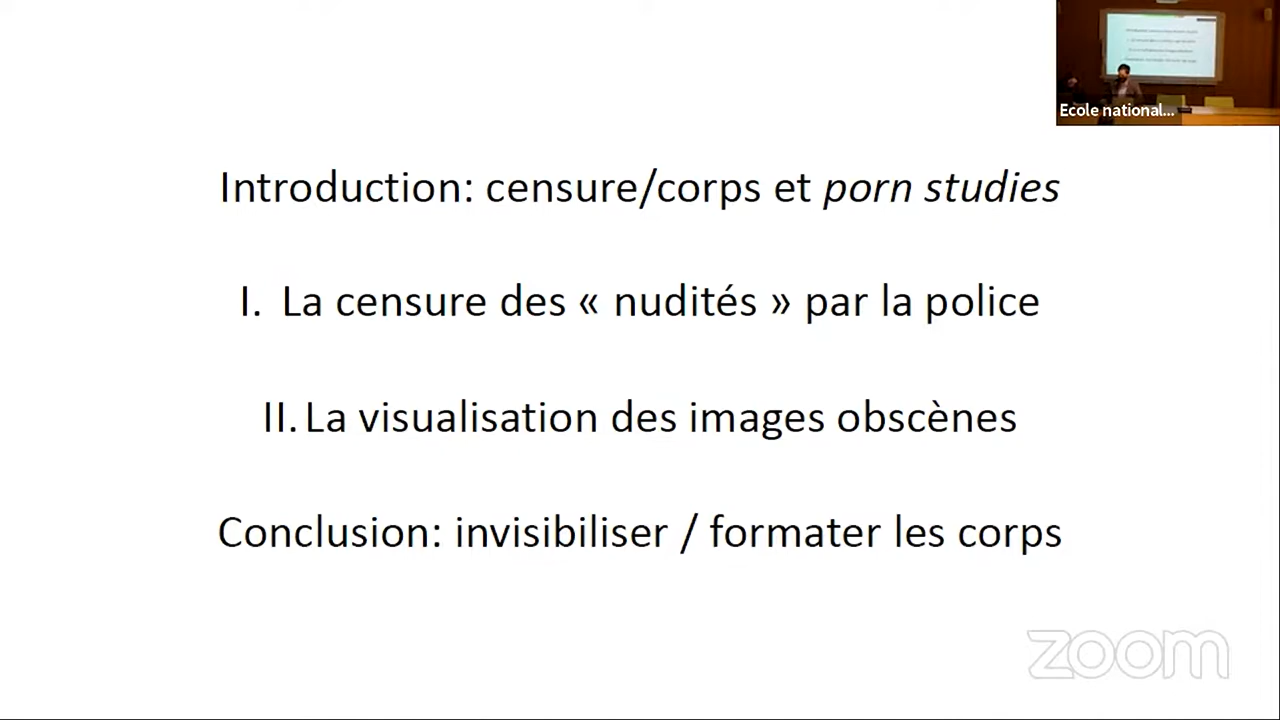 Ecole national...
Introduction: censure/corps et porn studies
I. La censure des « nudités » par la police
II. La visualisation des images obscènes
Conclusion: invisibiliser / formater les corps
zoom